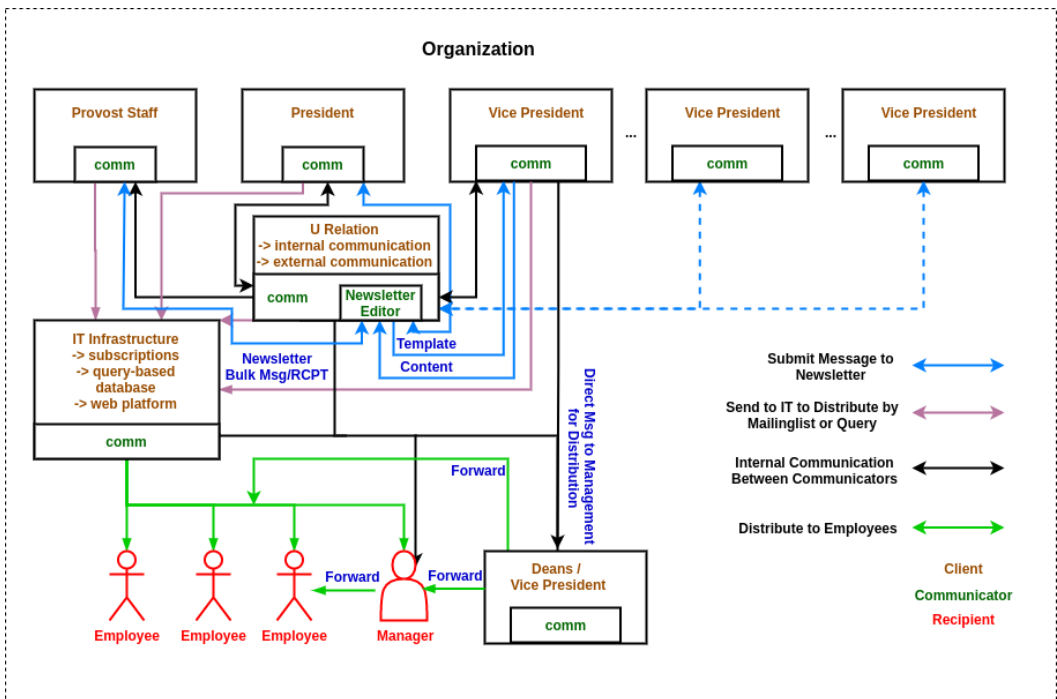 Organization
Provost Staff
comm
President
comm
Vice President
comm
...
Vice President
comm
...
Vice President
comm
U Relation
-> internal communication
-> external communication
comm
Newsletter
Editor
IT Infrastructure
-> subscriptions
-> query-based
database
-> web platform
comm
Newsletter
Bulk Msg/RCPT
Template
Content
Direct Msg to Management
for Distribution
Submit Message to
Newsletter
Send to IT to Distribute by
Mailinglist or Query
Internal Communication
Between Communicators
Distribute to Employees
Client
Communicator
Recipient
Forward
Forward
Forward
Deans /
Vice President
comm
Employee
Employee
Employee
Manager